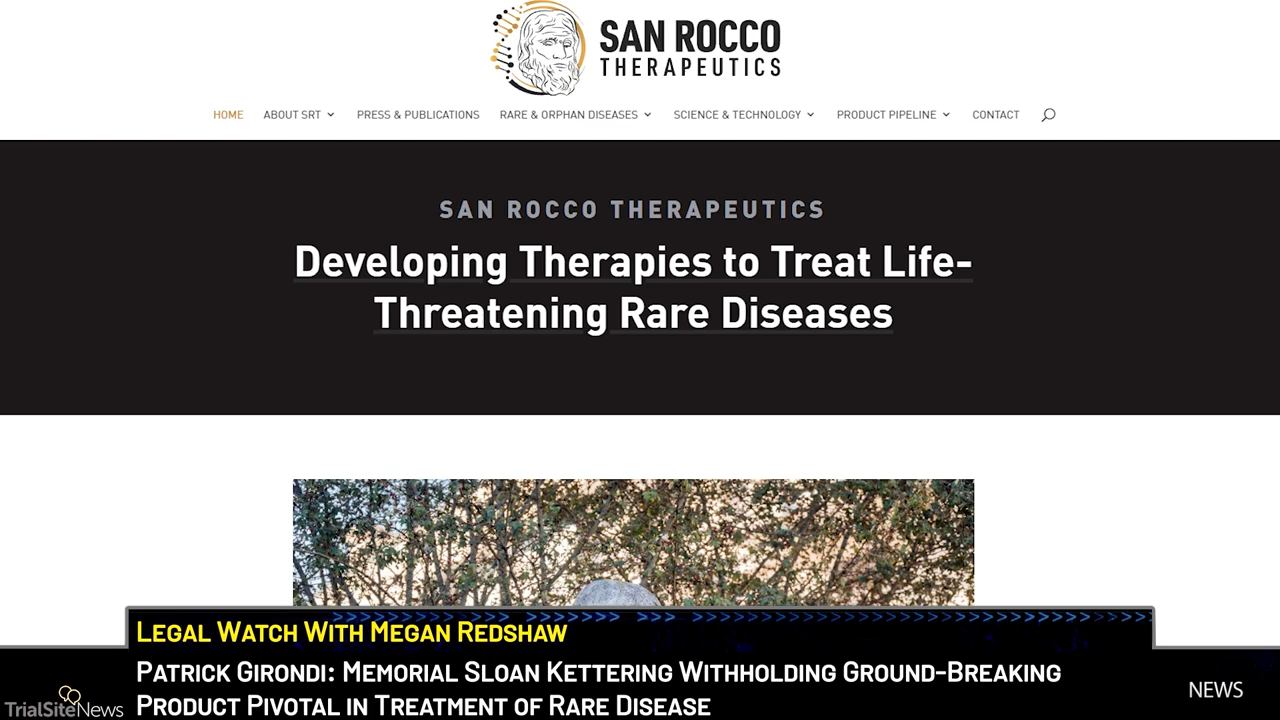 SAN ROCCO
THERAPEUTICS
HOME ABOUT SRT PRESS & PUBLICATIONS RARE & ORPHAN DISEASES SCIENCE & TECHNOLOGY PRODUCT PIPELINE CONTACT
SAN ROCCO THERAPEUTICS
Developing Therapies to Treat Life-
Threatening Rare Diseases
LEGAL WATCH WITH MEGAN REDSHAW
PATRICK GIRONDI: MEMORIAL SLOAN KETTERING WITHHOLDING GROUND-BREAKING
PRODUCT PIVOTAL IN TREATMENT OF RARE DISEASE
TrialSiteNews
NEWS